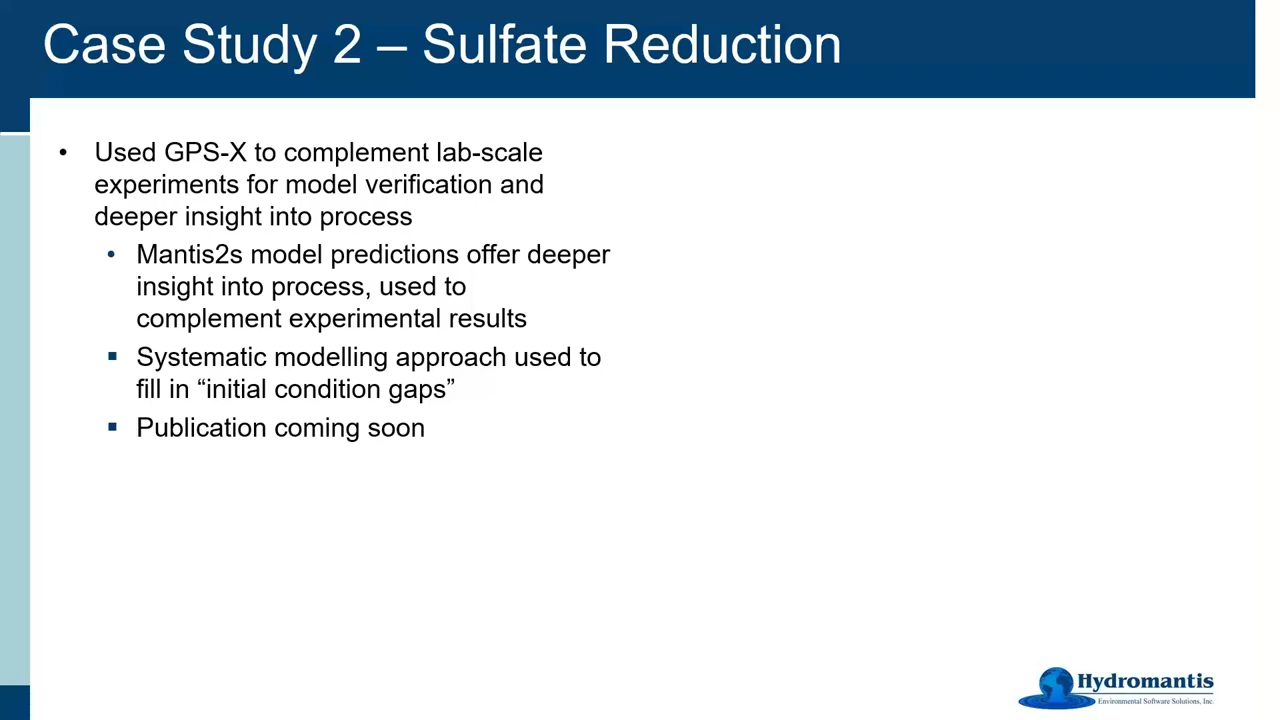 Case Study 2 – Sulfate Reduction
• Used GPS-X to complement lab-scale
experiments for model verification and
deeper insight into process
• Mantis2s model predictions offer deeper
insight into process, used to
complement experimental results
▪ Systematic modelling approach used to
fill in “initial condition gaps”
▪ Publication coming soon
Hydromantis
Environmental Software Solutions, Inc.